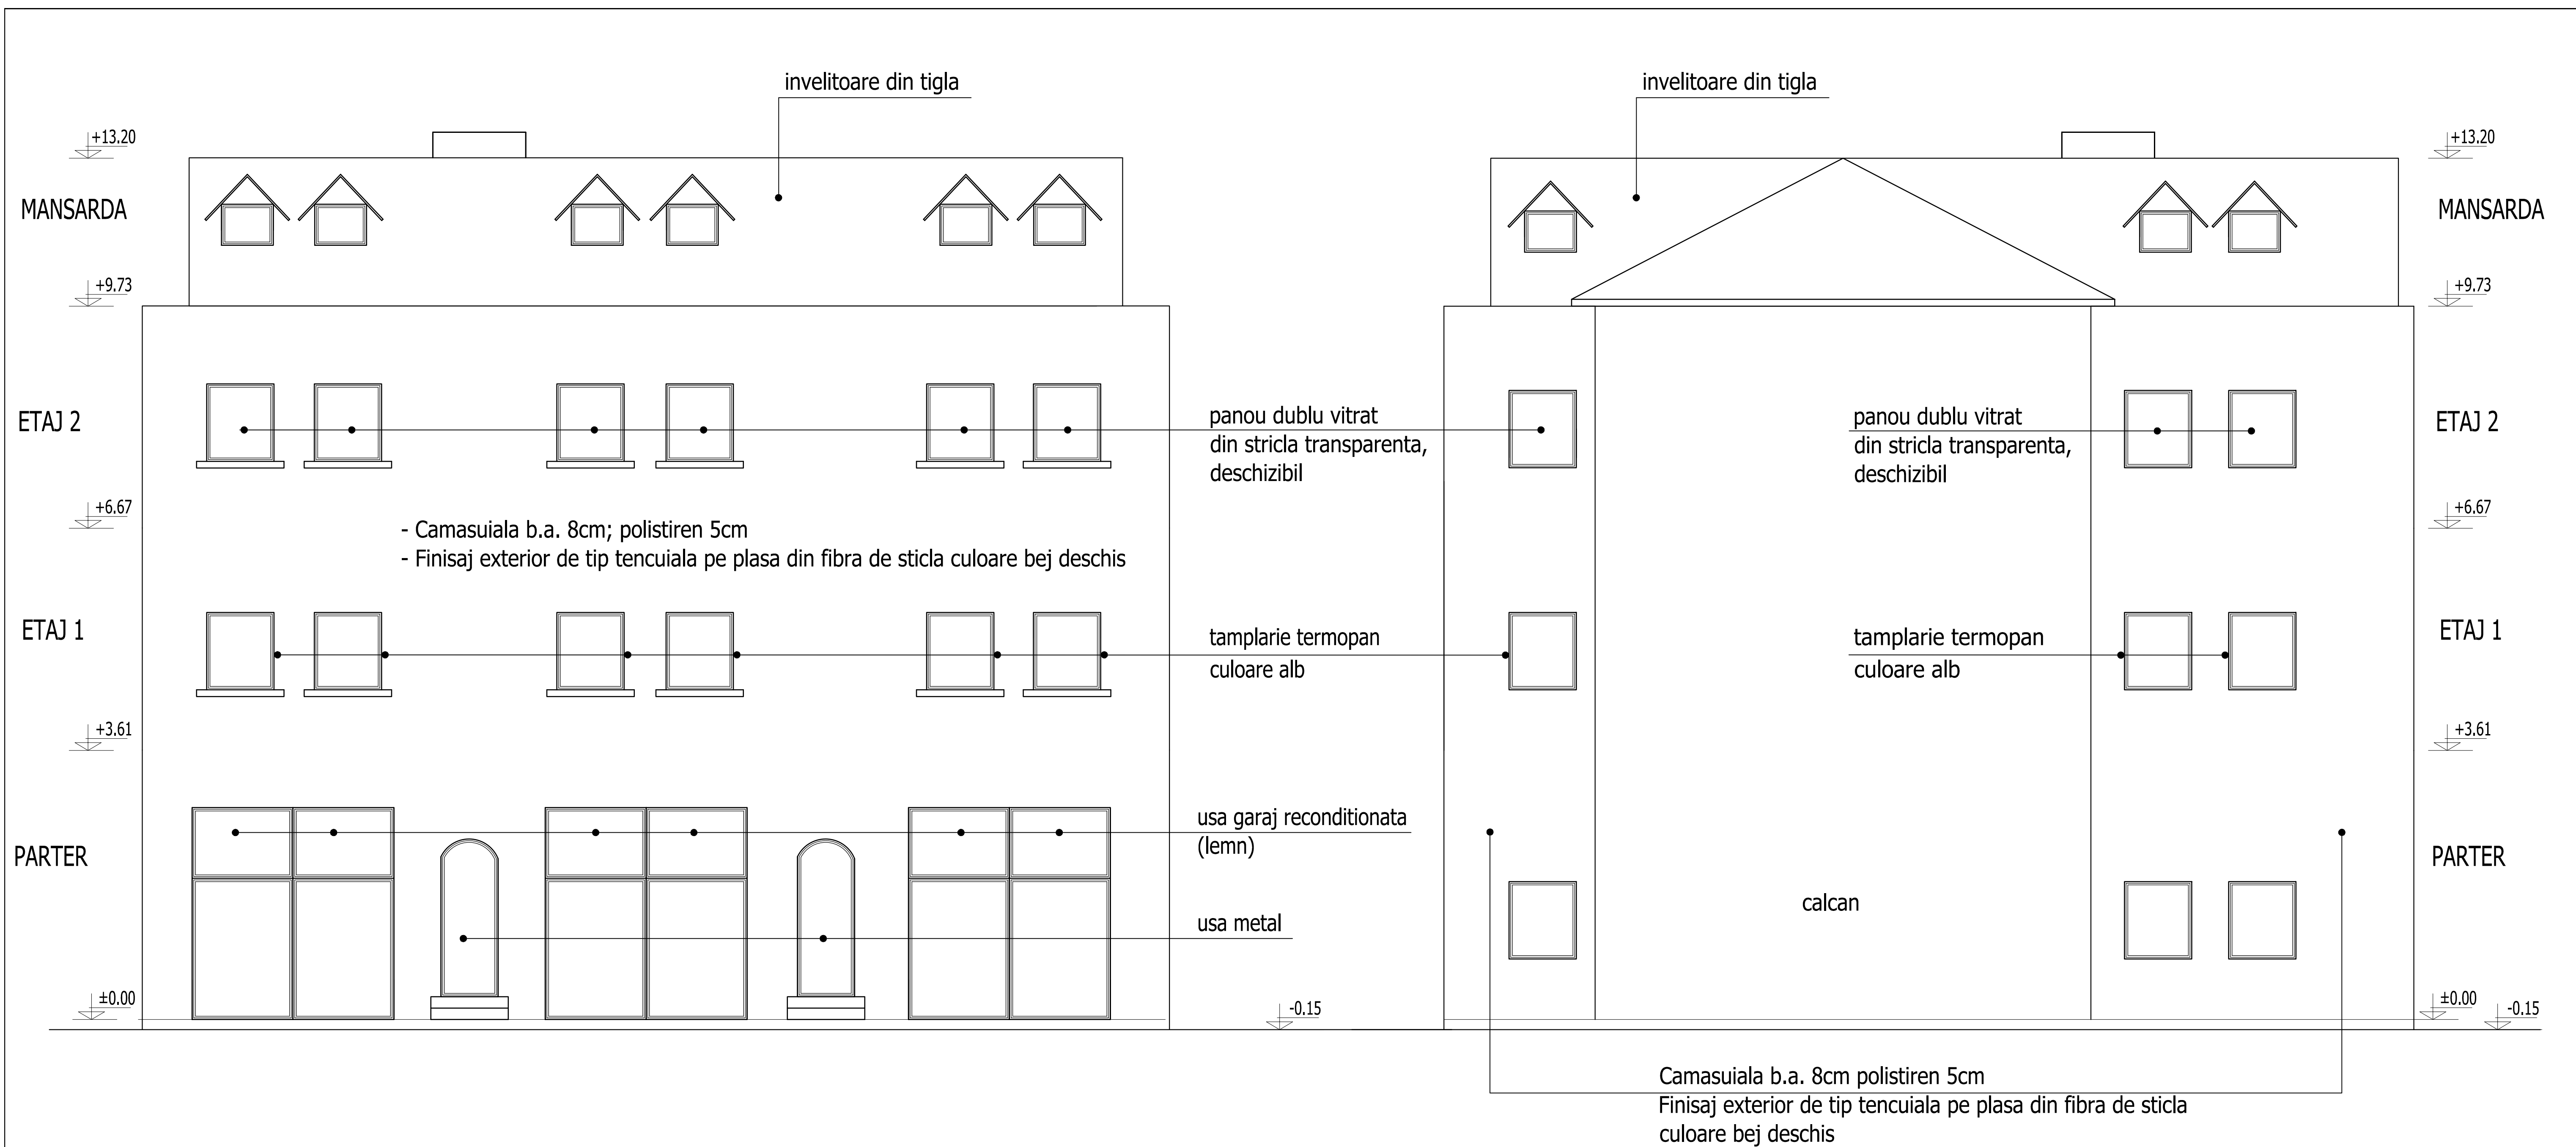 invelitoare din tigla
invelitoare din tigla
+13.20
+13.20
MANSARDA
MANSARDA
+9.73
+9.73
ETAJ 2
panou dublu vitrat
din stricla transparenta,
deschizibil
panou dublu vitrat
din stricla transparenta,
deschizibil
ETAJ 2
+6.67
+6.67
- Camasuiala b.a. 8cm; polistiren 5cm
- Finisaj exterior de tip tencuiala pe plasa din fibra de sticla culoare bej deschis
ETAJ 1
tamplarie termopan
culoare alb
tamplarie termopan
culoare alb
ETAJ 1
+3.61
+3.61
usa garaj reconditionata
(lemn)
PARTER
PARTER
calcan
usa metal
±0.00
-0.15
±0.00
-0.15
Camasuiala b.a. 8cm polistiren 5cm
Finisaj exterior de tip tencuiala pe plasa din fibra de sticla
culoare bej deschis